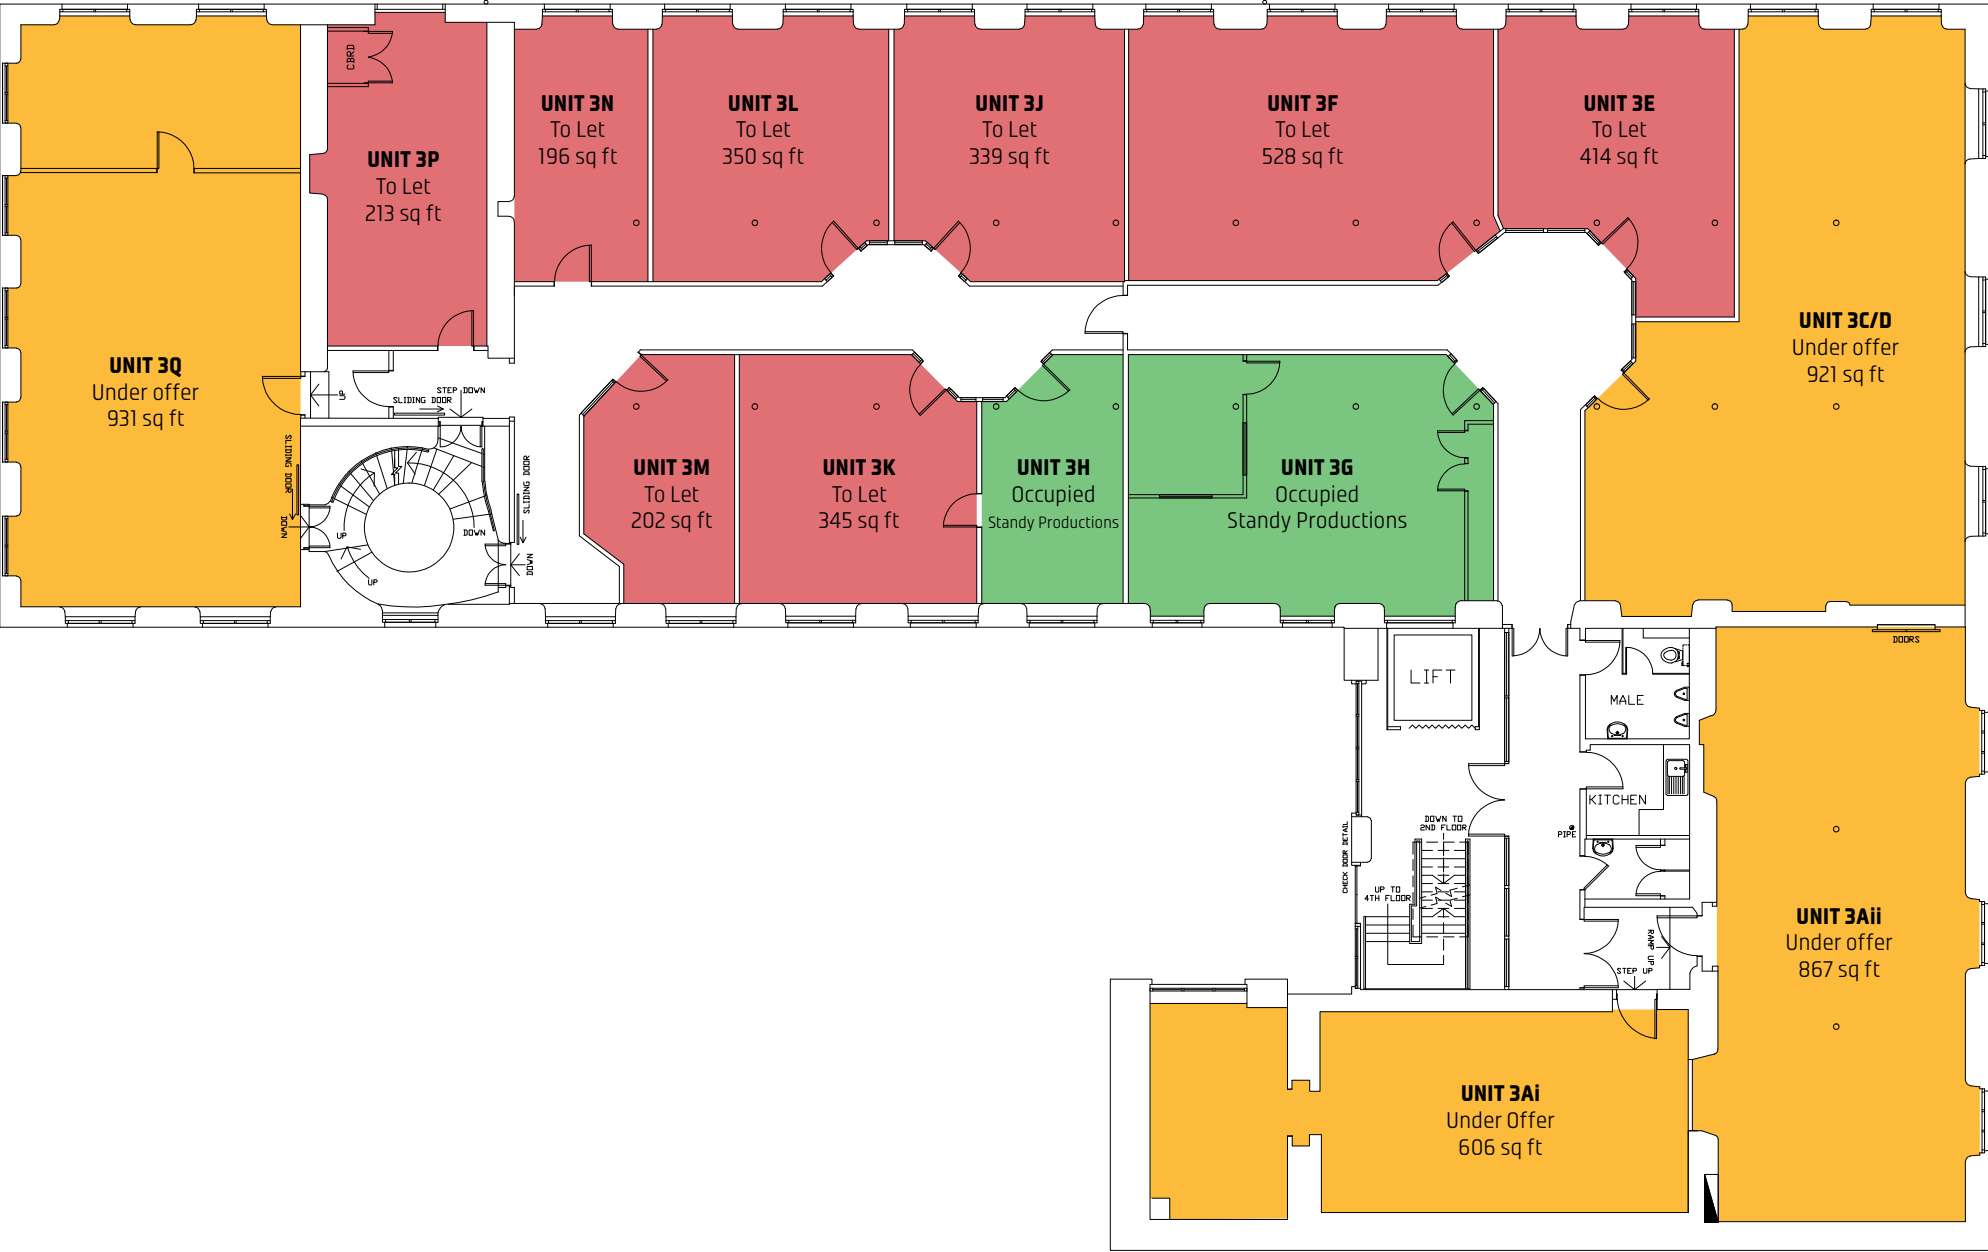 CBRD
UNIT 3P
To Let
213 sq ft
UNIT 3N
To Let
196 sq ft
UNIT 3L
To Let
350 sq ft
UNIT 3J
To Let
339 sq ft
UNIT 3F
To Let
528 sq ft
UNIT 3E
To Let
414 sq ft
UNIT 3C/D
Under offer
921 sq ft
UNIT 3Q
Under offer
931 sq ft
UP
STEP DOWN
SLIDING DOOR
SLIDING DOOR
DOWN
UP
UP
DOWN
SLIDING DOOR
DOWN
UNIT 3M
To Let
202 sq ft
UNIT 3K
To Let
345 sq ft
UNIT 3H
Occupied
Standy Productions
UNIT 3G
Occupied
Standy Productions
DOORS
LIFT
MALE
KITCHEN
PIPE
DOWN TO
2ND FLOOR
CHECK DOOR DETAIL
UP TO
4TH FLOOR
RAMP UP
STEP UP
UNIT 3Aii
Under offer
867 sq ft
UNIT 3Ai
Under Offer
606 sq ft